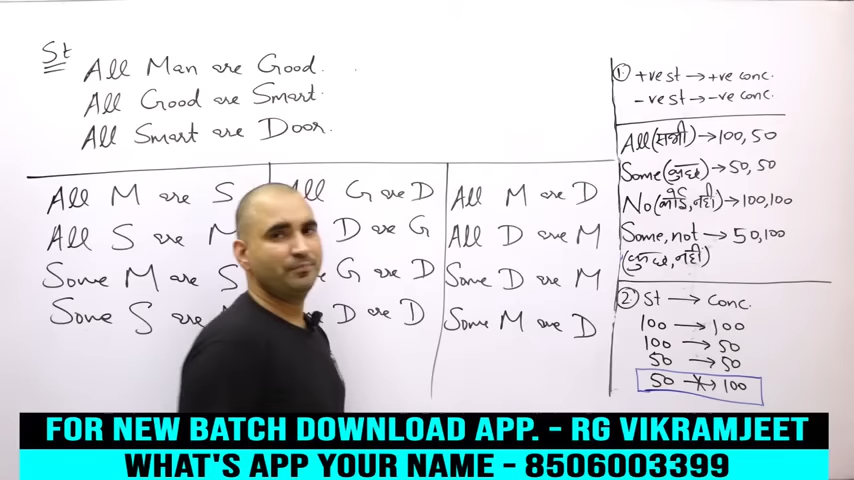 St
All Man are Good.
All Good are Smart.
All Smart are Door.
All M are S
All S are M
Some M are S
Some S are
All G are D
D are G
G are D
D are D
All M are D
All D are M
Some D are M
Some M are D
1. +ve st → +ve conc.
-ve st → -ve conc.
All (सभी) → 100, 50
Some (कुछ) → 50, 50
No (कोई, नहीं) → 100, 100
Some, not → 50, 100
(कुछ, नहीं)
2. St → Conc.
100 → 100
100 → 50
50 → 50
50 → 100
FOR NEW BATCH DOWNLOAD APP. - RG VIKRAMJEET
WHAT'S APP YOUR NAME - 8506003399